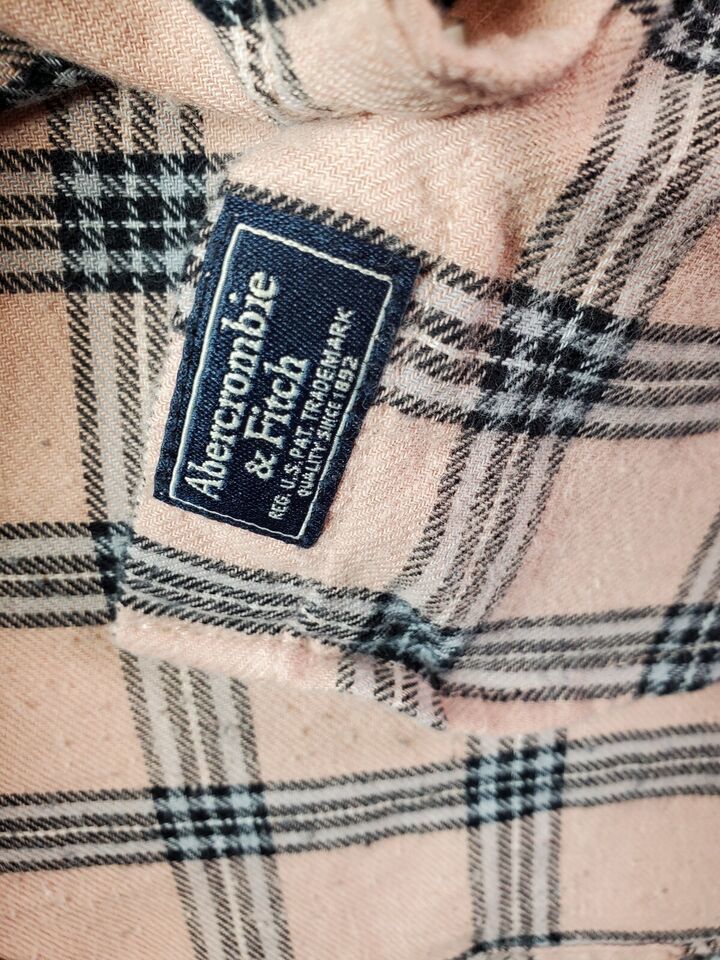 Abercrombie
& Fitch
REG. U.S. PAT. TRADEMARK
QUALITY SINCE 1892